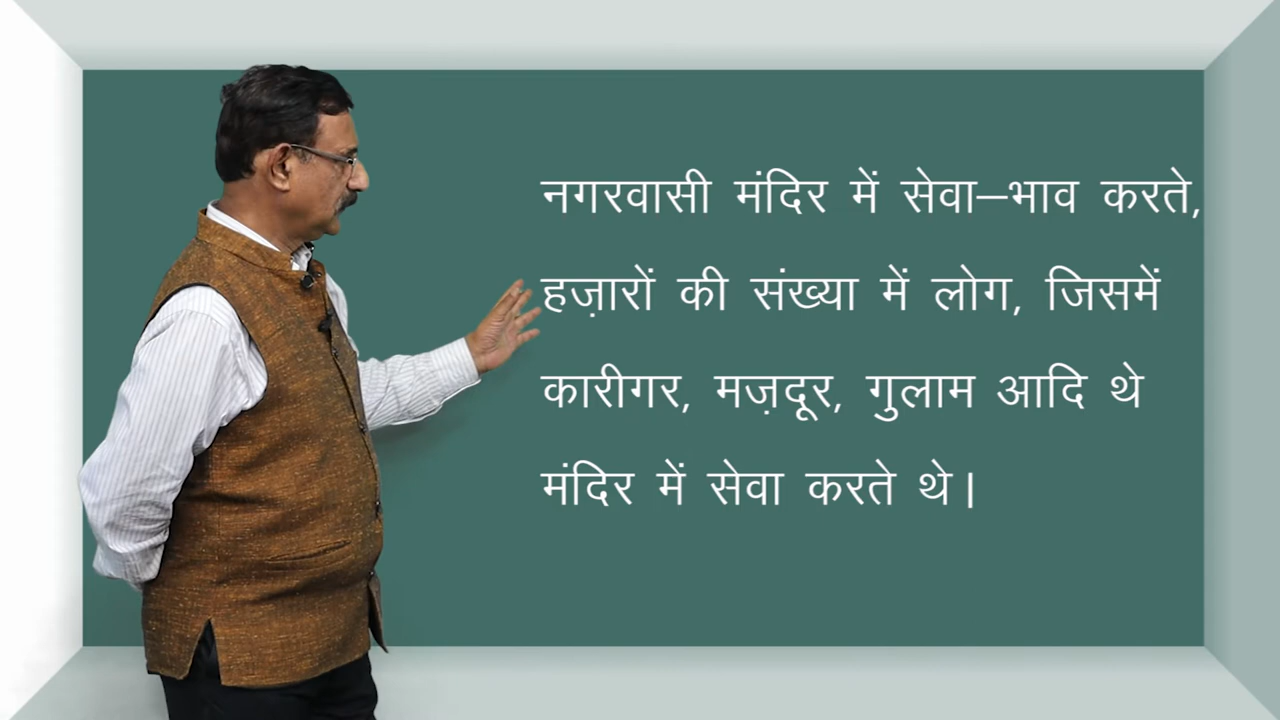 नगरवासी मंदिर में सेवा–भाव करते,
हज़ारों की संख्या में लोग, जिसमें
कारीगर, मज़दूर, गुलाम आदि थे
मंदिर में सेवा करते थे।